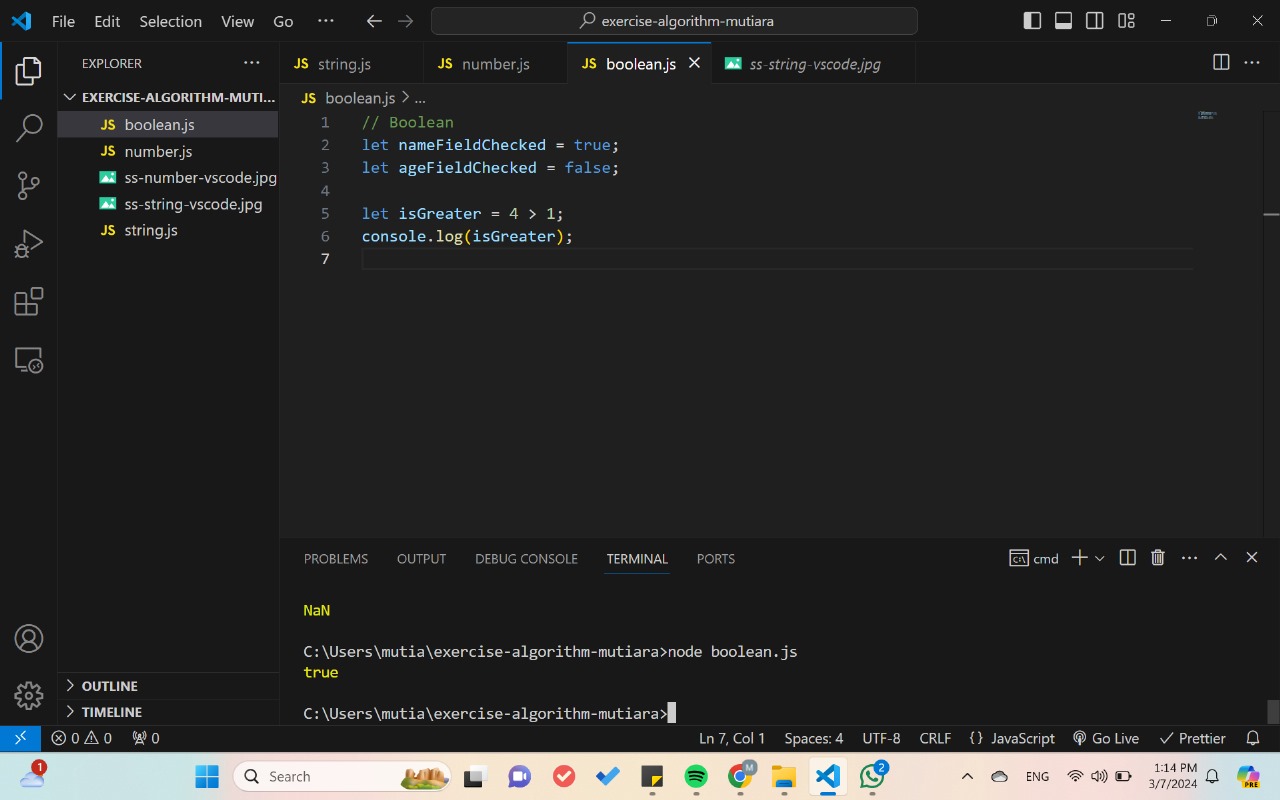 File Edit Selection View Go ··· exercise-algorithm-mutiara
EXPLORER ···
EXERCISE-ALGORITHM-MUTI...
JS boolean.js
JS number.js
ss-number-vscode.jpg
ss-string-vscode.jpg
JS string.js
OUTLINE
TIMELINE
JS string.js JS number.js JS boolean.js ss-string-vscode.jpg
JS boolean.js > ...
1 // Boolean
2 let nameFieldChecked = true;
3 let ageFieldChecked = false;
4
5 let isGreater = 4 > 1;
6 console.log(isGreater);
7
PROBLEMS OUTPUT DEBUG CONSOLE TERMINAL PORTS cmd
NaN
C:\Users\mutia\exercise-algorithm-mutiara>node boolean.js
true
C:\Users\mutia\exercise-algorithm-mutiara>
0 0 0 Ln 7, Col 1 Spaces: 4 UTF-8 CRLF {} JavaScript Go Live Prettier
1 Search M 2 ENG 1:14 PM PRE
3/7/2024